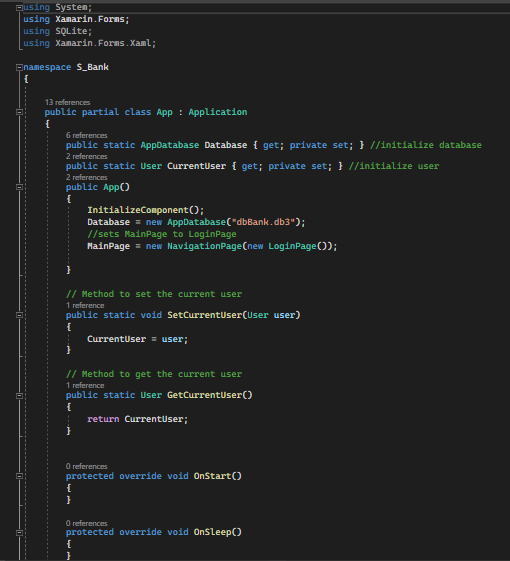 using System;
using Xamarin.Forms;
using SQLite;
using Xamarin.Forms.Xaml;
namespace S_Bank
{
13 references
public partial class App : Application
{
6 references
public static AppDatabase Database { get; private set; } //initialize database
2 references
public static User CurrentUser { get; private set; } //initialize user
2 references
public App()
{
InitializeComponent();
Database = new AppDatabase("dbBank.db3");
//sets MainPage to LoginPage
MainPage = new NavigationPage(new LoginPage());
}
// Method to set the current user
1 reference
public static void SetCurrentUser(User user)
{
CurrentUser = user;
}
// Method to get the current user
1 reference
public static User GetCurrentUser()
{
return CurrentUser;
}
0 references
protected override void OnStart()
{
}
0 references
protected override void OnSleep()
{
}